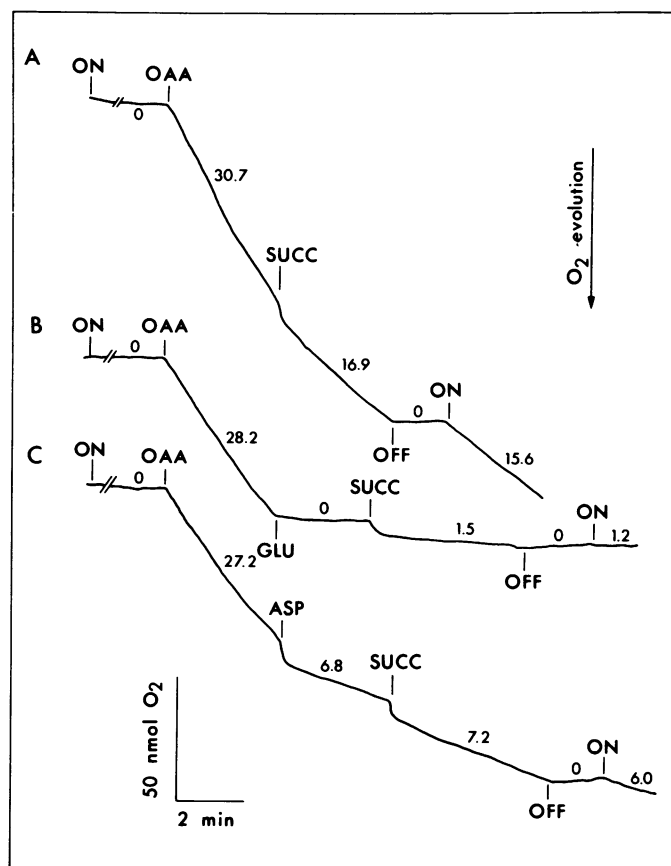 A
ON
OAA
0
30.7
SUCC
16.9
OFF
0
ON
15.6
O₂ -evolution
B
ON
OAA
0
28.2
GLU
0
SUCC
1.5
OFF
0
ON
1.2
C
ON
OAA
0
27.2
ASP
6.8
SUCC
7.2
OFF
0
ON
6.0
50 nmol O₂
2 min